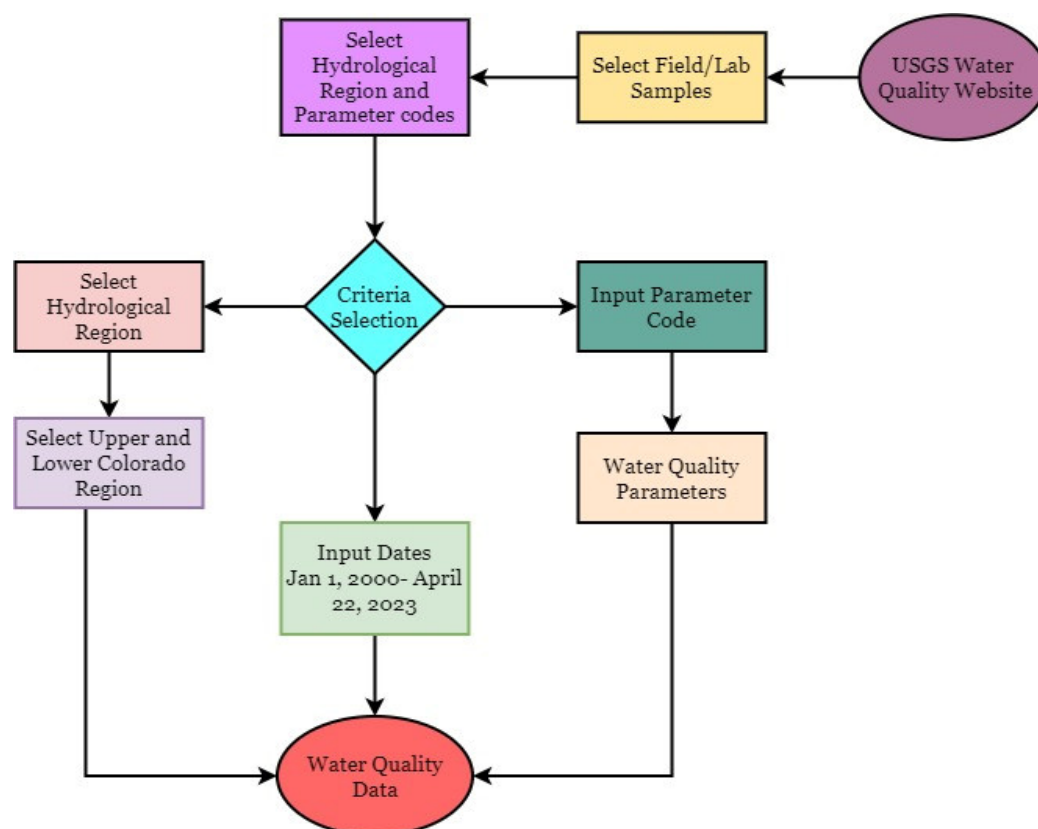 Select
Hydrological
Region and
Parameter codes
Select Field/Lab
Samples
USGS Water
Quality Website
Select
Hydrological
Region
Criteria
Selection
Input Parameter
Code
Select Upper and
Lower Colorado
Region
Water Quality
Parameters
Input Dates
Jan 1, 2000- April
22, 2023
Water Quality
Data